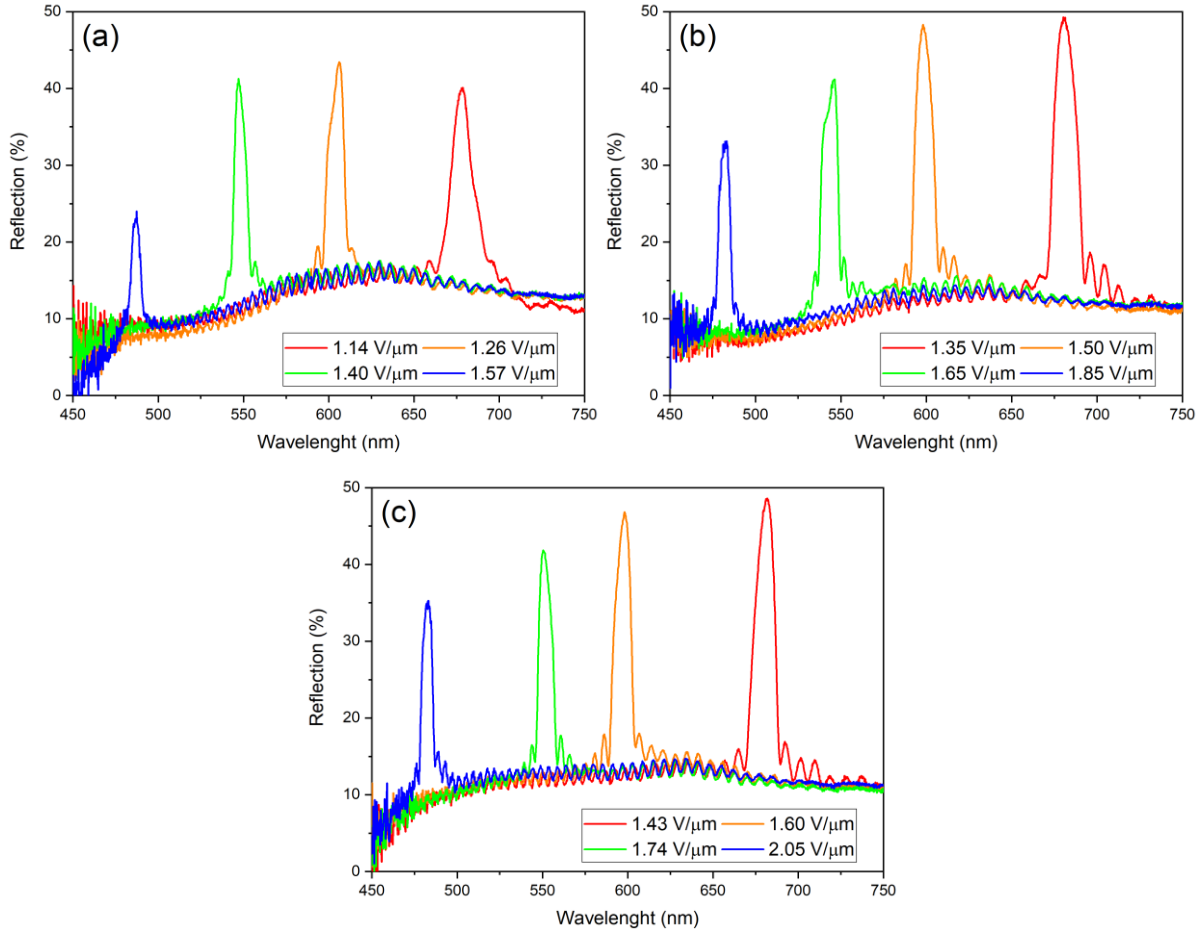 (a)
50
40
30
20
10
0
Reflection (%)
1.14 V/μm 1.26 V/μm
1.40 V/μm 1.57 V/μm
450 500 550 600 650 700 750
Wavelenght (nm)
(b)
50
40
30
20
10
0
Reflection (%)
1.35 V/μm 1.50 V/μm
1.65 V/μm 1.85 V/μm
450 500 550 600 650 700 750
Wavelenght (nm)
(c)
50
40
30
20
10
0
Reflection (%)
1.43 V/μm 1.60 V/μm
1.74 V/μm 2.05 V/μm
450 500 550 600 650 700 750
Wavelenght (nm)